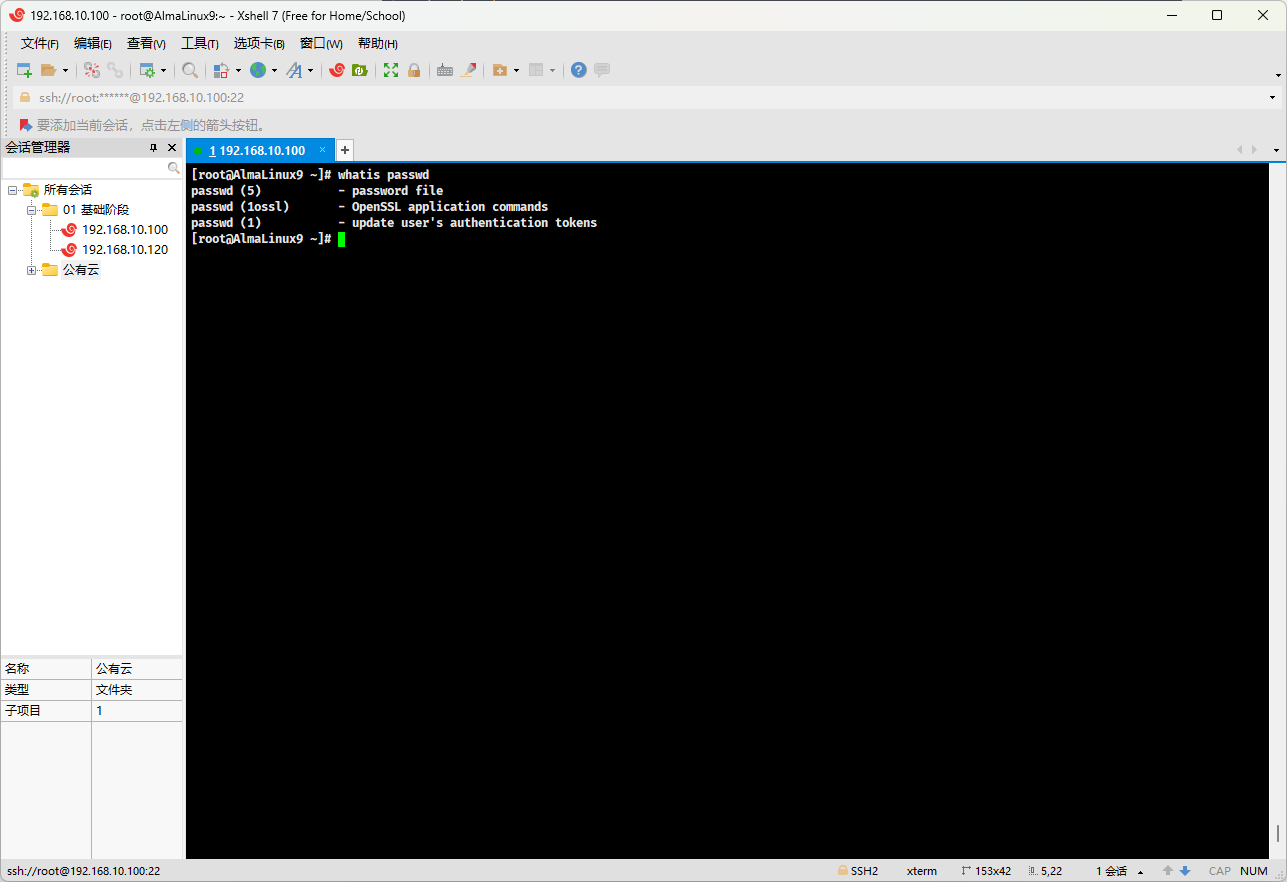 192.168.10.100 - root@AlmaLinux9:~ - Xshell 7 (Free for Home/School)
文件(F) 编辑(E) 查看(V) 工具(T) 选项卡(B) 窗口(W) 帮助(H)
ssh://root:******@192.168.10.100:22
要添加当前会话，点击左侧的箭头按钮。
会话管理器
1 192.168.10.100
所有会话
01 基础阶段
192.168.10.100
192.168.10.120
公有云
[root@AlmaLinux9 ~]# whatis passwd
passwd (5)           - password file
passwd (1ossl)       - OpenSSL application commands
passwd (1)           - update user's authentication tokens
[root@AlmaLinux9 ~]#
名称 公有云
类型 文件夹
子项目 1
ssh://root@192.168.10.100:22 SSH2 xterm 153x42 5,22 1 会话 CAP NUM